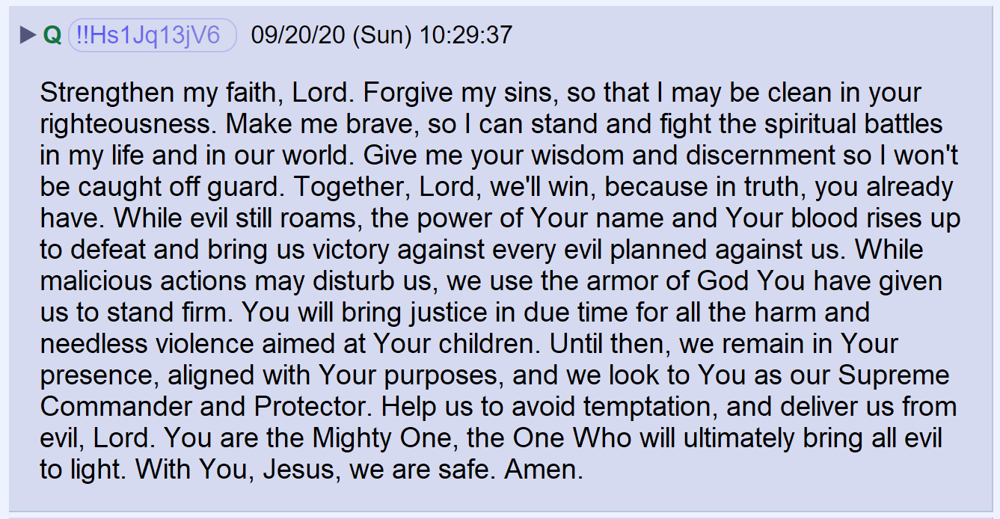 Q !!Hs1Jq13jV6 09/20/20 (Sun) 10:29:37
Strengthen my faith, Lord. Forgive my sins, so that I may be clean in your
righteousness. Make me brave, so I can stand and fight the spiritual battles
in my life and in our world. Give me your wisdom and discernment so I won't
be caught off guard. Together, Lord, we'll win, because in truth, you already
have. While evil still roams, the power of Your name and Your blood rises up
to defeat and bring us victory against every evil planned against us. While
malicious actions may disturb us, we use the armor of God You have given
us to stand firm. You will bring justice in due time for all the harm and
needless violence aimed at Your children. Until then, we remain in Your
presence, aligned with Your purposes, and we look to You as our Supreme
Commander and Protector. Help us to avoid temptation, and deliver us from
evil, Lord. You are the Mighty One, the One Who will ultimately bring all evil
to light. With You, Jesus, we are safe. Amen.